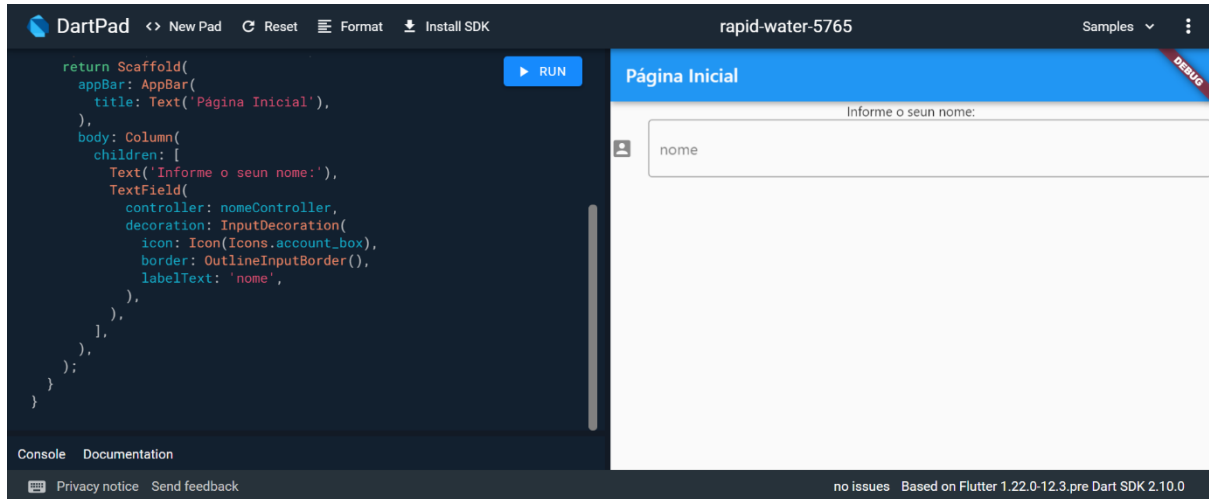 DartPad <> New Pad Reset Format Install SDK rapid-water-5765 Samples
return Scaffold(
appBar: AppBar(
title: Text('Página Inicial'),
),
body: Column(
children: [
Text('Informe o seun nome:'),
TextField(
controller: nomeController,
decoration: InputDecoration(
icon: Icon(Icons.account_box),
border: OutlineInputBorder(),
labelText: 'nome',
),
),
],
),
);
}
}
RUN
Console Documentation
Página Inicial
DEBUG
Informe o seun nome:
nome
Privacy notice Send feedback
no issues Based on Flutter 1.22.0-12.3.pre Dart SDK 2.10.0